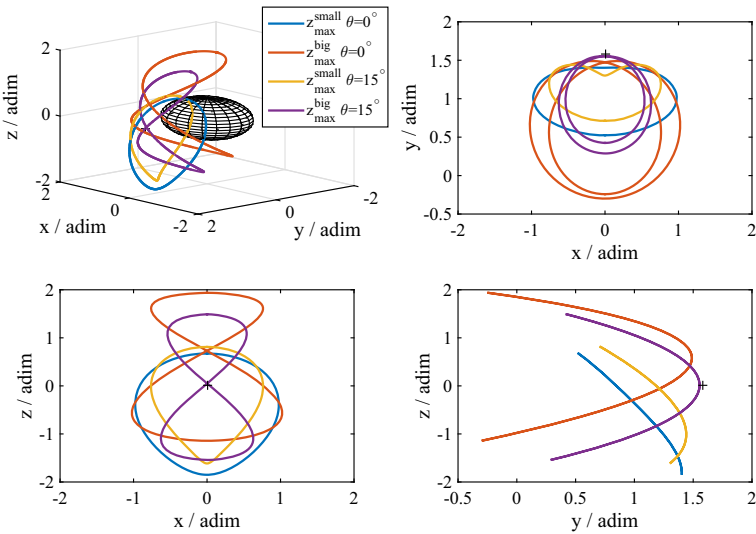 z_max^small θ=0°
z_max^big θ=0°
z_max^small θ=15°
z_max^big θ=15°
2
0
-2
z / adim
2
0
-2
x / adim
2
0
-2
y / adim
2
1.5
1
0.5
0
-0.5
y / adim
-2 -1 0 1 2
x / adim
2
1
0
-1
-2
z / adim
-2 -1 0 1 2
x / adim
2
1
0
-1
-2
z / adim
-0.5 0 0.5 1 1.5 2
y / adim